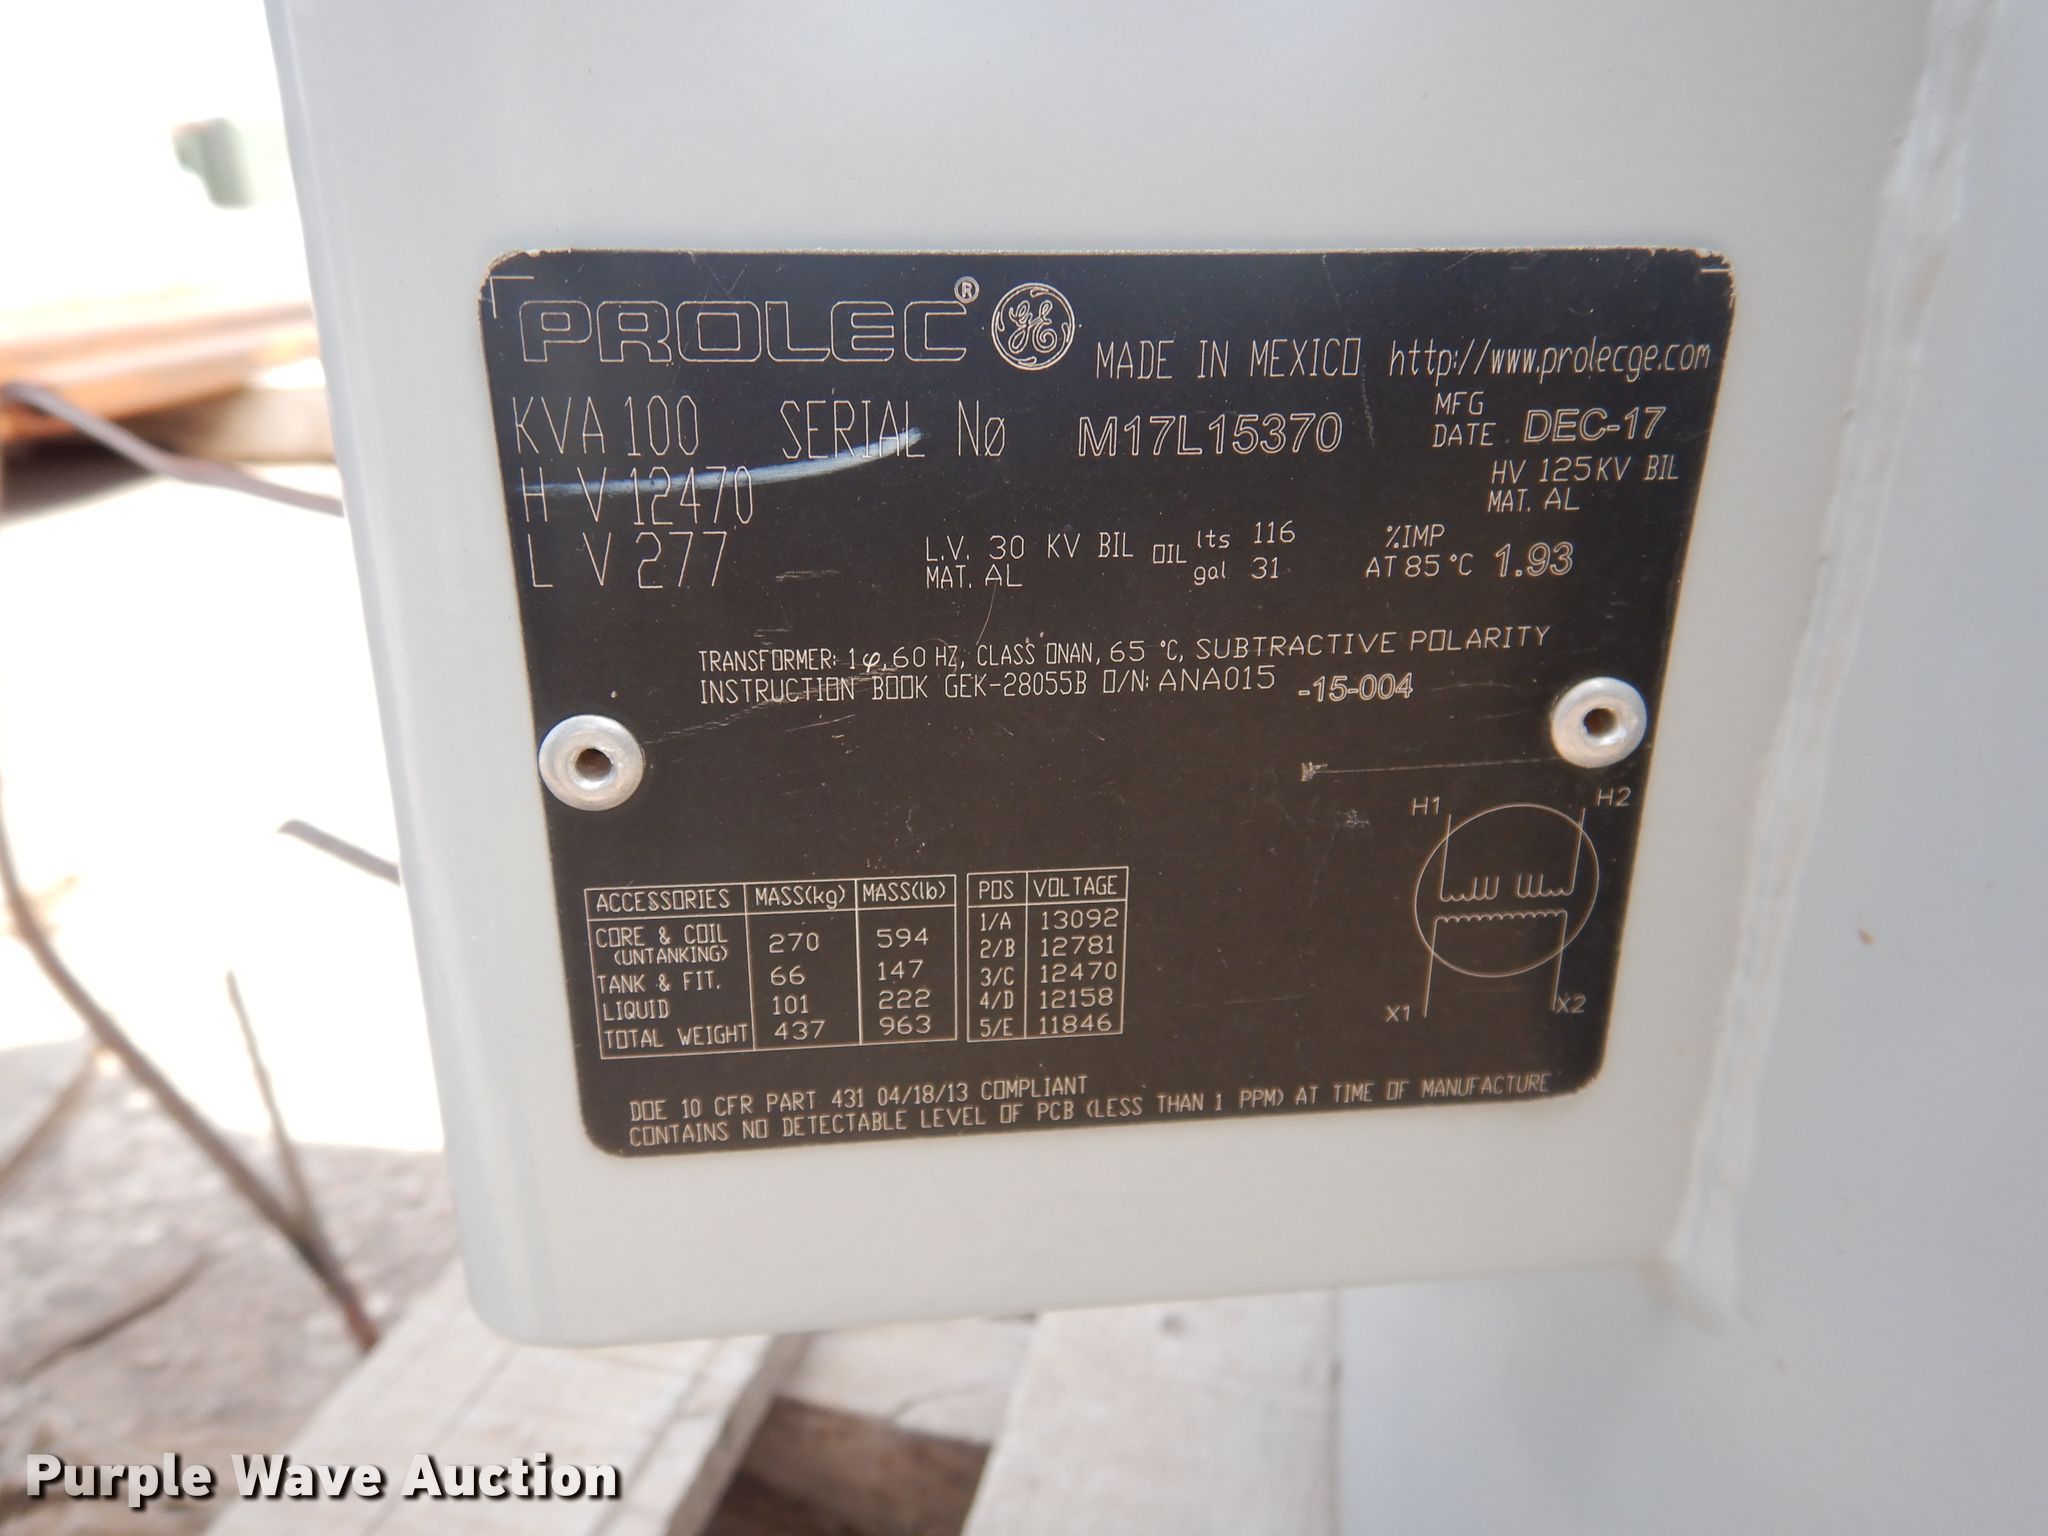 PROLEC® GE MADE IN MEXICO http://www.prolecge.com
KVA 100 SERIAL Nø M17L15370 MFG DATE DEC-17
H V 12470 HV 125KV BIL
MAT. AL
L V 277 L.V. 30 KV BIL OIL lts 116 %IMP
MAT. AL gal 31 AT 85 °C 1.93
TRANSFORMER: 1φ, 60 HZ, CLASS ONAN, 65 °C, SUBTRACTIVE POLARITY
INSTRUCTION BOOK GEK-28055B O/N: ANA015 -15-004
H1 H2
ACCESSORIES MASS(kg) MASS(lb)
CORE & COIL (UNTANKING) 270 594
TANK & FIT. 66 147
LIQUID 101 222
TOTAL WEIGHT 437 963
POS VOLTAGE
1/A 13092
2/B 12781
3/C 12470
4/D 12158
5/E 11846
X1 X2
DOE 10 CFR PART 431 04/18/13 COMPLIANT
CONTAINS NO DETECTABLE LEVEL OF PCB (LESS THAN 1 PPM) AT TIME OF MANUFACTURE
Purple Wave Auction